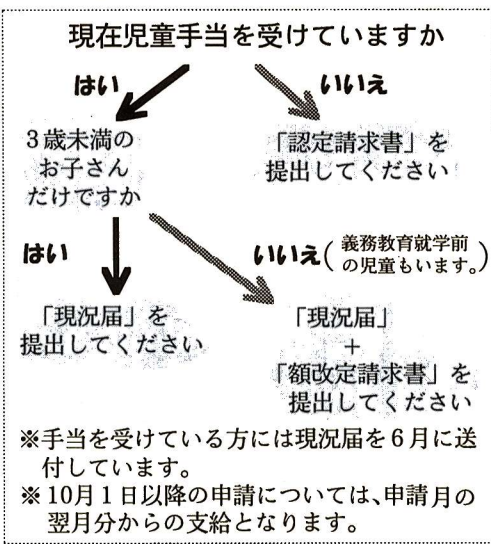 現在児童手当を受けていますか
はい
いいえ
3歳未満の
お子さん
だけですか
「認定請求書」を
提出してください
はい
いいえ(義務教育就学前
の児童もいます。)
「現況届」を
提出してください
「現況届」
+
「額改定請求書」を
提出してください
※手当を受けている方には現況届を6月に送
付しています。
※10月1日以降の申請については、申請月の
翌月分からの支給となります。